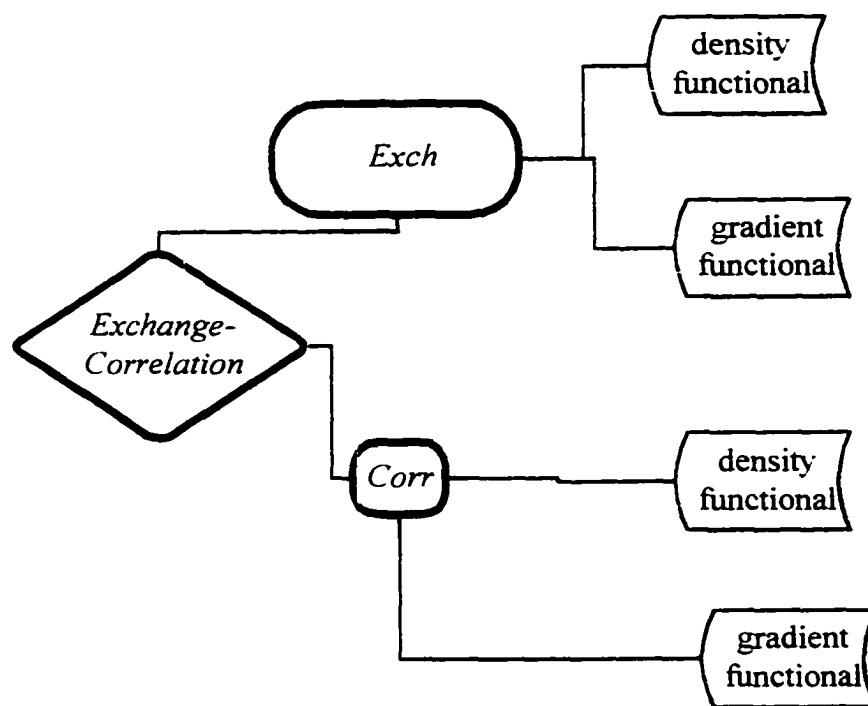 density
functional
Exch
gradient
functional
Exchange-
Correlation
density
functional
Corr
gradient
functional